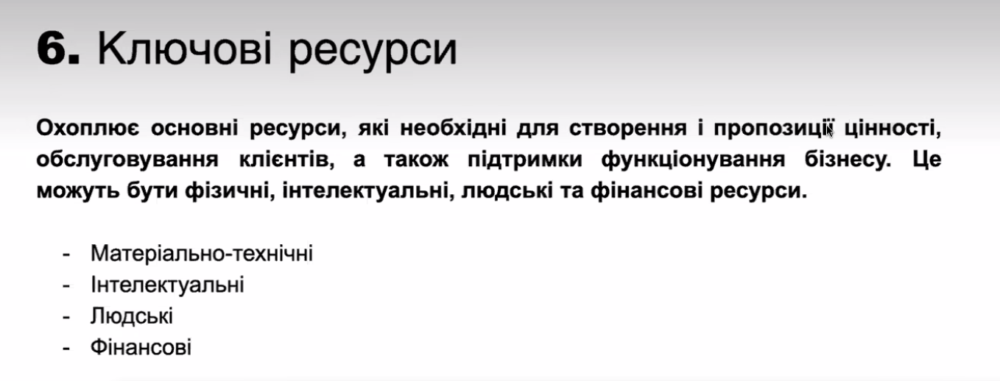 6. Ключові ресурси
Охоплює основні ресурси, які необхідні для створення і пропозиції цінності,
обслуговування клієнтів, а також підтримки функціонування бізнесу. Це
можуть бути фізичні, інтелектуальні, людські та фінансові ресурси.
- Матеріально-технічні
- Інтелектуальні
- Людські
- Фінансові